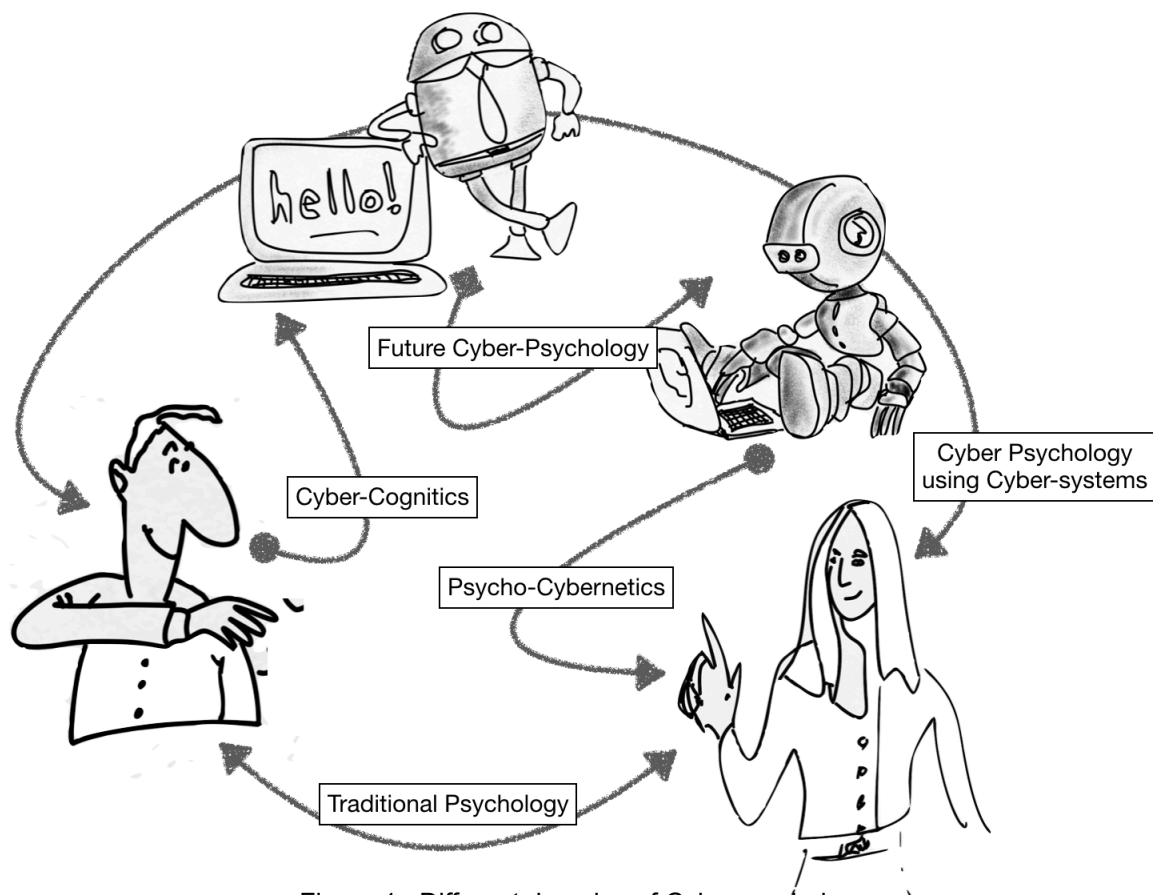 hello!
Future Cyber-Psychology
Cyber-Cognitics
Cyber Psychology
using Cyber-systems
Psycho-Cybernetics
Traditional Psychology